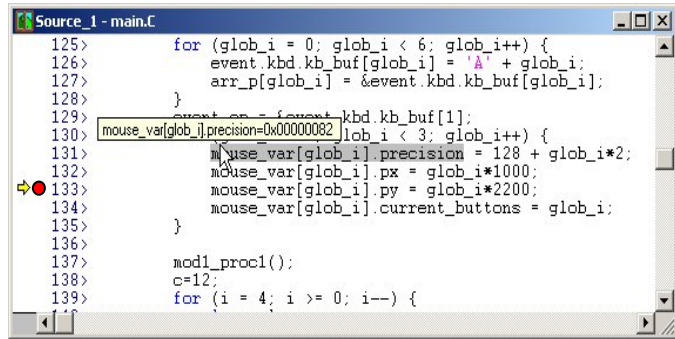 Source_1 - main.C
125> for (glob_i = 0; glob_i < 6; glob_i++) {
126> event.kbd.kb_buf[glob_i] = 'A' + glob_i;
127> arr_p[glob_i] = &event.kbd.kb_buf[glob_i];
128> }
129> kbd.kb_buf[1];
mouse_var[glob_i].precision=0x00000082
130> glob_i < 3; glob_i++) {
131> mouse_var[glob_i].precision = 128 + glob_i*2;
132> mouse_var[glob_i].px = glob_i*1000;
133> mouse_var[glob_i].py = glob_i*2200;
134> mouse_var[glob_i].current_buttons = glob_i;
135> }
136>
137> mod1_proc1();
138> c=12;
139> for (i = 4; i >= 0; i--) {